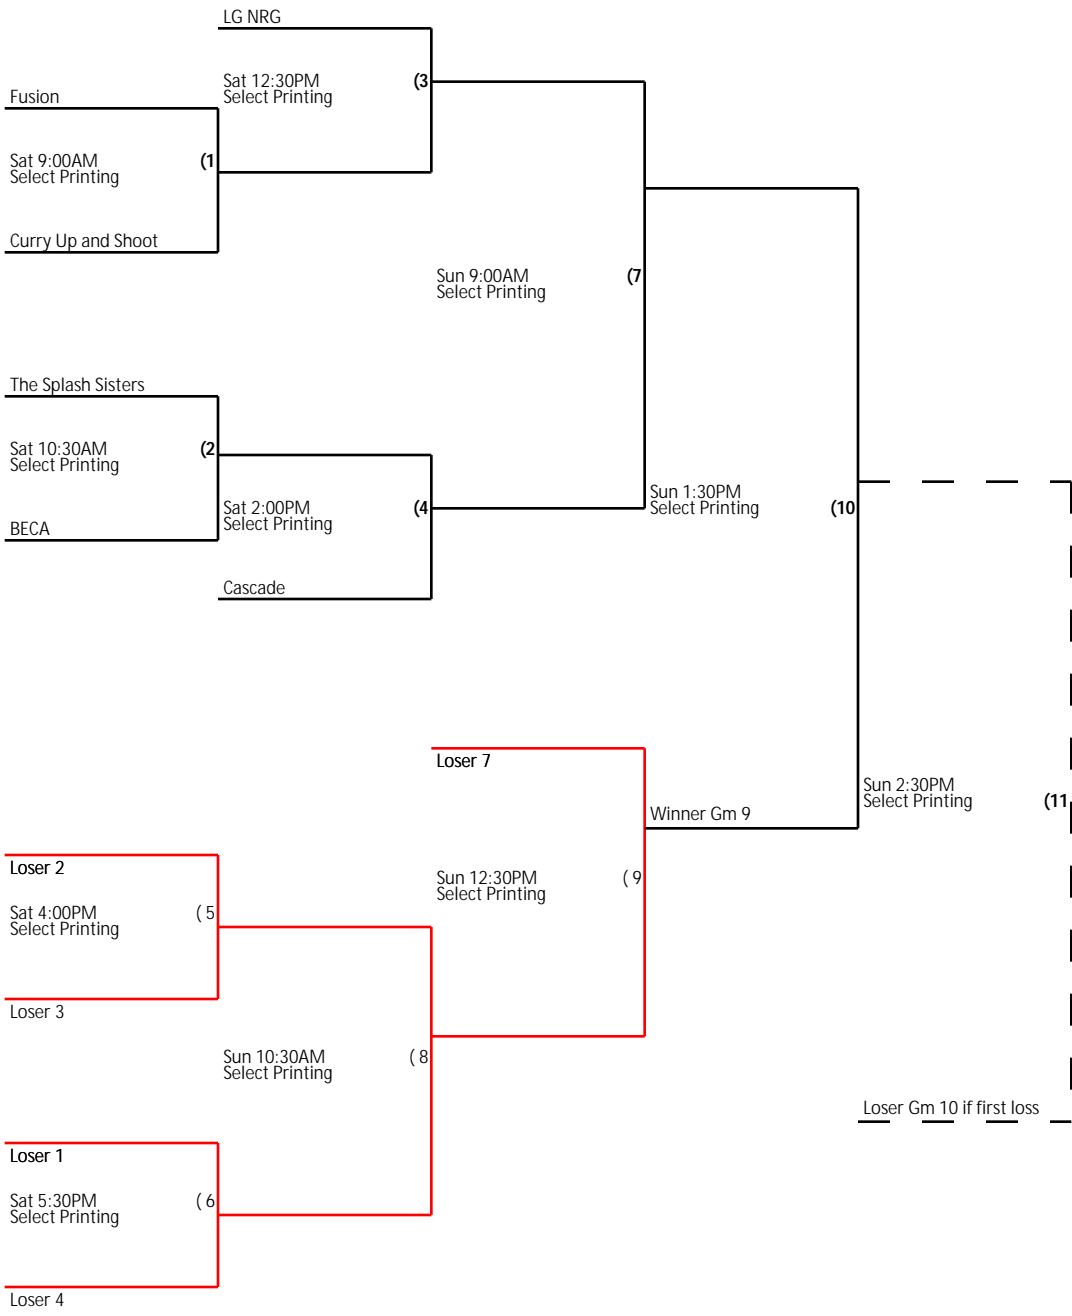 LG NRG
Sat 12:30PM
Select Printing
(3
Fusion
Sat 9:00AM
Select Printing
(1
Curry Up and Shoot
Sun 9:00AM
Select Printing
(7
The Splash Sisters
Sat 10:30AM
Select Printing
(2
BECA
Sat 2:00PM
Select Printing
(4
Cascade
Sun 1:30PM
Select Printing
(10
Loser 7
Winner Gm 9
Sun 2:30PM
Select Printing
(11
Loser 2
Sat 4:00PM
Select Printing
( 5
Loser 3
Sun 12:30PM
Select Printing
( 9
Sun 10:30AM
Select Printing
( 8
Loser Gm 10 if first loss
Loser 1
Sat 5:30PM
Select Printing
( 6
Loser 4